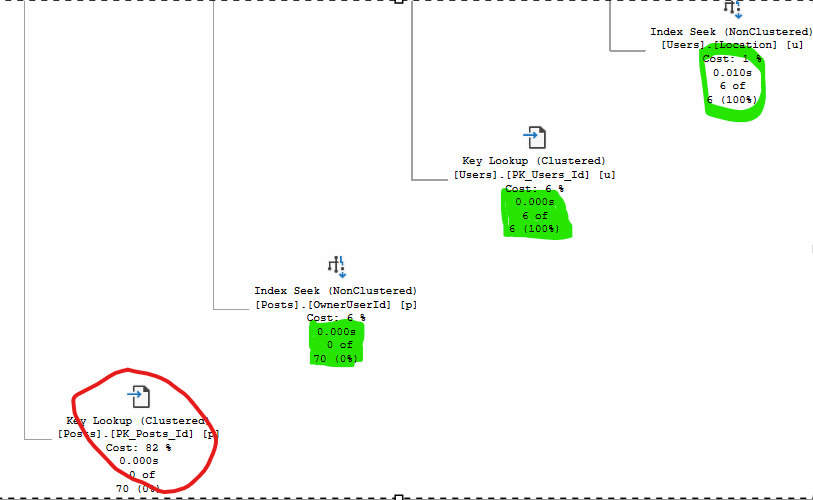 Index Seek (NonClustered)
[Users].[Location] [u]
Cost: 1 %
0.010s
6 of
6 (100%)
Key Lookup (Clustered)
[Users].[PK_Users_Id] [u]
Cost: 6 %
0.000s
6 of
6 (100%)
Index Seek (NonClustered)
[Posts].[OwnerUserId] [p]
Cost: 6 %
0.000s
0 of
70 (0%)
Key Lookup (Clustered)
[Posts].[PK_Posts_Id] [p]
Cost: 82 %
0.000s
0 of
70 (0%)